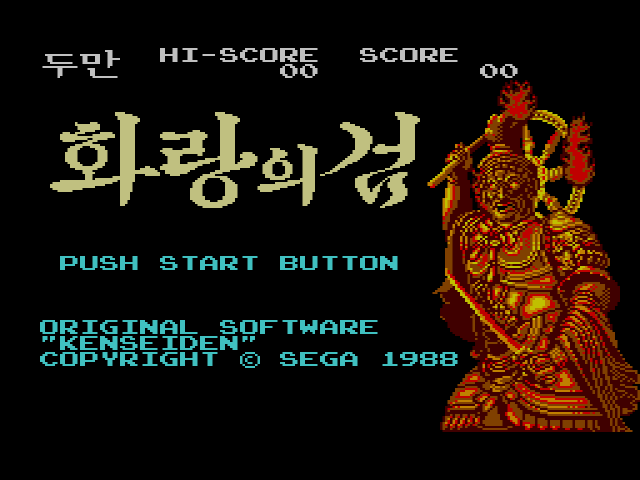 두만 HI-SCORE SCORE
00 00
화랑의검
PUSH START BUTTON
ORIGINAL SOFTWARE
"KENSEIDEN"
COPYRIGHT © SEGA 1988